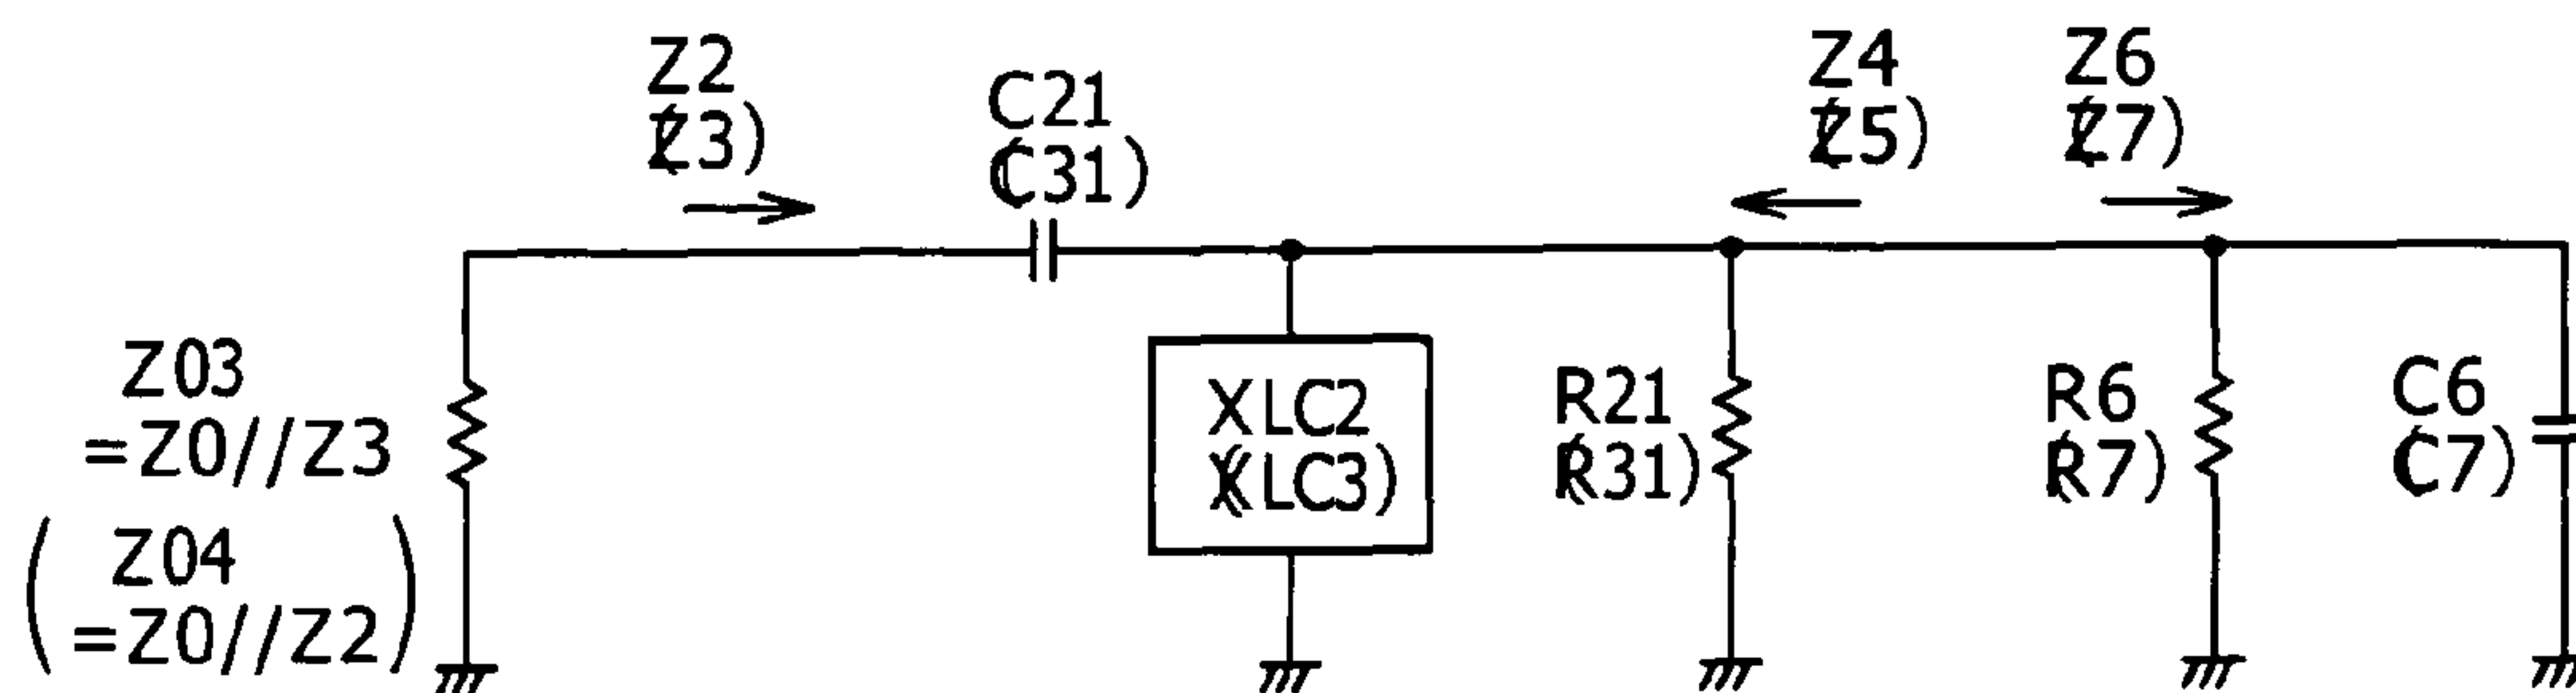 Z2
(Z3)
C21
(C31)
Z4
(Z5)
Z6
(Z7)
Z03
=Z0//Z3
(Z04
=Z0//Z2)
XLC2
(XLC3)
R21
(R31)
R6
(R7)
C6
(C7)